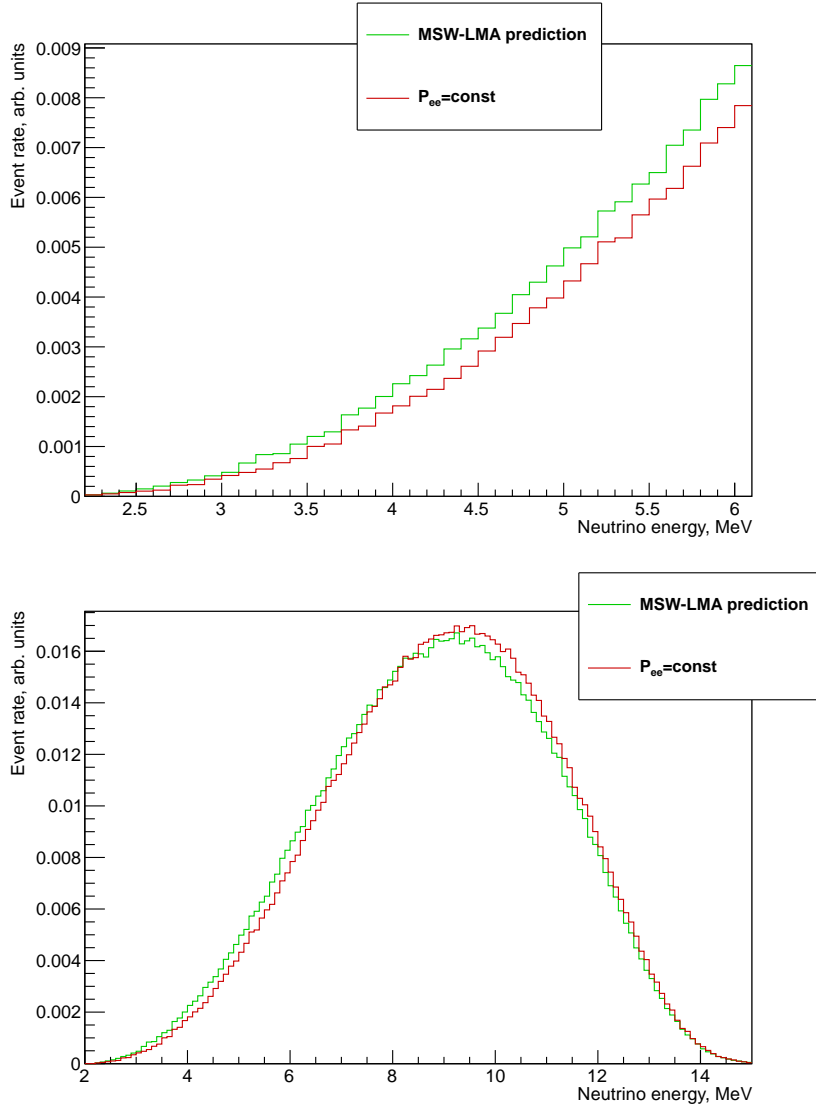 MSW-LMA prediction
P_ee=const
Event rate, arb. units
0.009
0.008
0.007
0.006
0.005
0.004
0.003
0.002
0.001
0
2.5 3 3.5 4 4.5 5 5.5 6
Neutrino energy, MeV
MSW-LMA prediction
P_ee=const
Event rate, arb. units
0.016
0.014
0.012
0.01
0.008
0.006
0.004
0.002
0
2 4 6 8 10 12 14
Neutrino energy, MeV